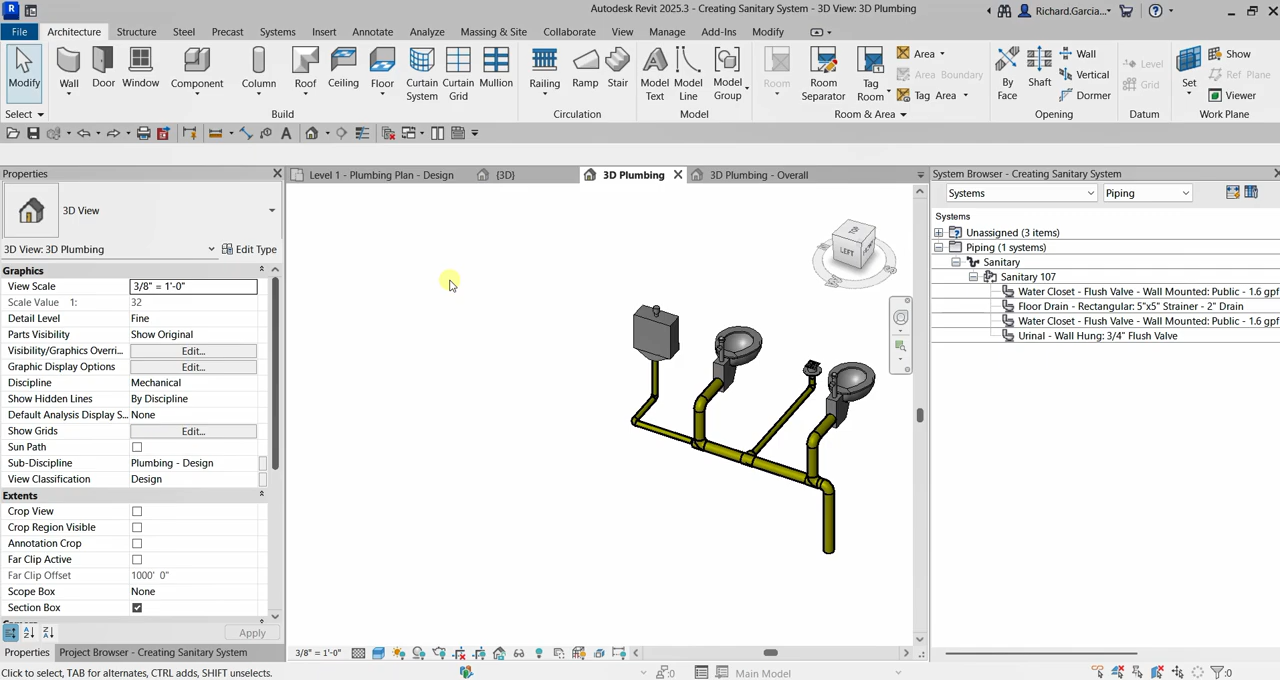 Autodesk Revit 2025.3 - Creating Sanitary System - 3D View: 3D Plumbing
Richard.Garcia...
File Architecture Structure Steel Precast Systems Insert Annotate Analyze Massing & Site Collaborate View Manage Add-Ins Modify
Modify Wall Door Window Component Column Roof Ceiling Floor Curtain System Curtain Grid Mullion Railing Ramp Stair Model Text Model Line Model Group Room Room Separator Tag Room
Area Area Boundary Tag Area
By Face Shaft Wall Vertical Dormer
Level Grid
Set Show Ref Plane Viewer
Select Build Circulation Model Room & Area Opening Datum Work Plane
Properties
3D View
3D View: 3D Plumbing Edit Type
Graphics
View Scale 3/8" = 1'-0"
Scale Value 1: 32
Detail Level Fine
Parts Visibility Show Original
Visibility/Graphics Overri... Edit...
Graphic Display Options Edit...
Discipline Mechanical
Show Hidden Lines By Discipline
Default Analysis Display S... None
Show Grids Edit...
Sun Path
Sub-Discipline Plumbing - Design
View Classification Design
Extents
Crop View
Crop Region Visible
Annotation Crop
Far Clip Active
Far Clip Offset 1000' 0"
Scope Box None
Section Box
Apply
Properties Project Browser - Creating Sanitary System
Level 1 - Plumbing Plan - Design {3D} 3D Plumbing 3D Plumbing - Overall
TOP
LEFT
3/8" = 1'-0"
System Browser - Creating Sanitary System
Systems Piping
Systems
Unassigned (3 items)
Piping (1 systems)
Sanitary
Sanitary 107
Water Closet - Flush Valve - Wall Mounted: Public - 1.6 gpf
Floor Drain - Rectangular: 5"x5" Strainer - 2" Drain
Water Closet - Flush Valve - Wall Mounted: Public - 1.6 gpf
Urinal - Wall Hung: 3/4" Flush Valve
Click to select, TAB for alternates, CTRL adds, SHIFT unselects.
:0 Main Model :0